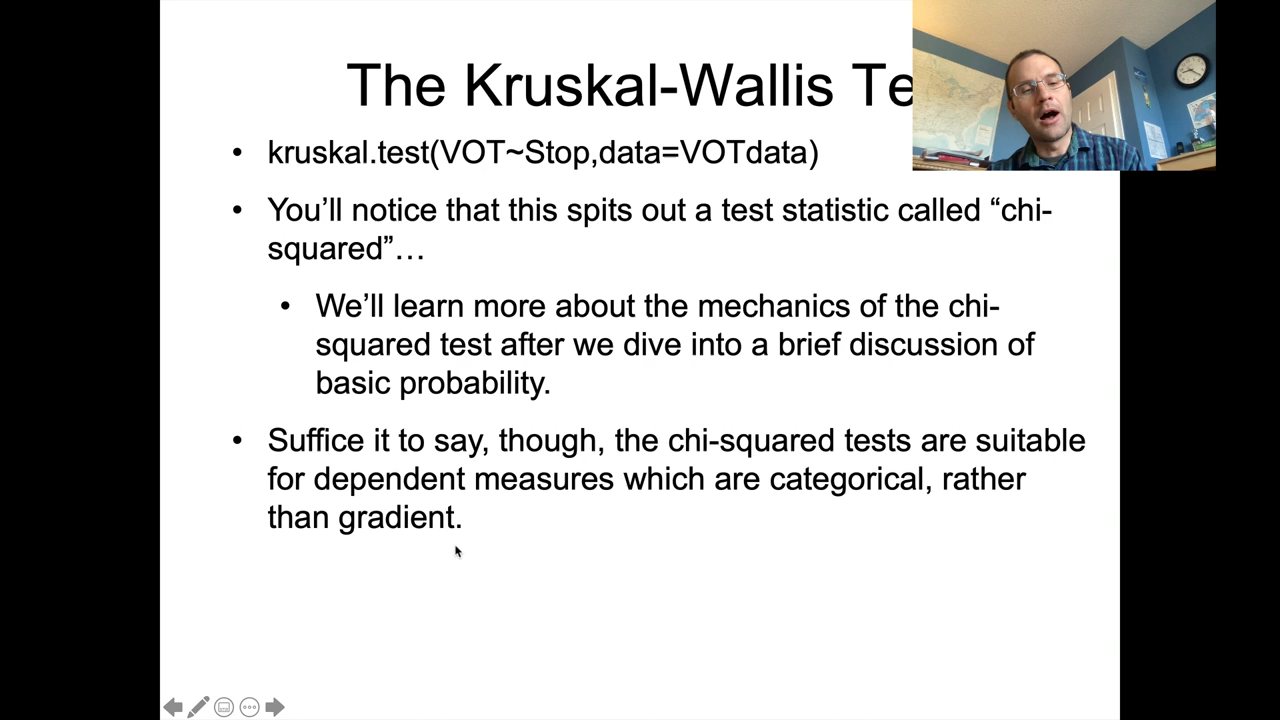 The Kruskal-Wallis Te
• kruskal.test(VOT~Stop,data=VOTdata)
• You’ll notice that this spits out a test statistic called “chi-
squared”…
• We’ll learn more about the mechanics of the chi-
squared test after we dive into a brief discussion of
basic probability.
• Suffice it to say, though, the chi-squared tests are suitable
for dependent measures which are categorical, rather
than gradient.